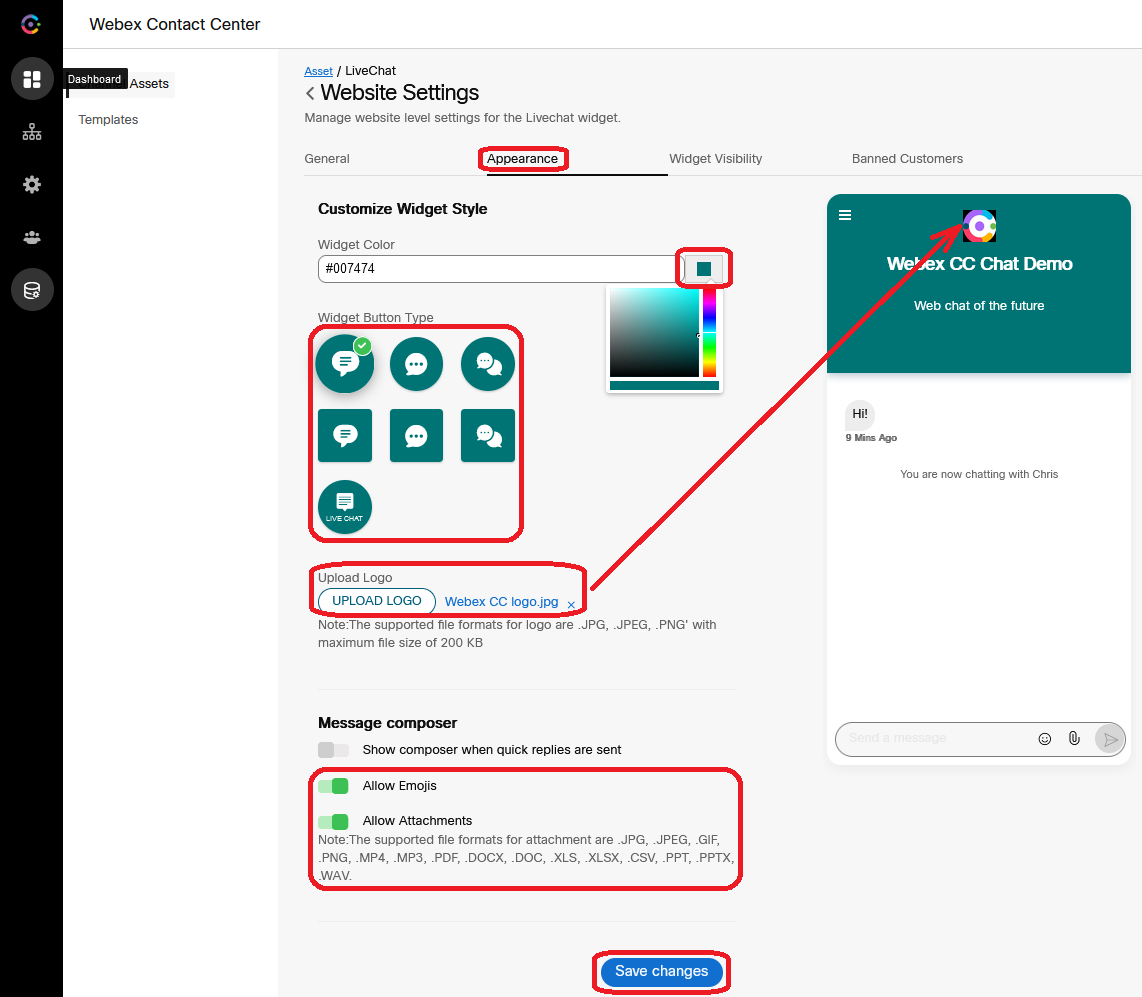 Webex Contact Center
Dashboard
Assets
Templates
Asset / LiveChat
Website Settings
Manage website level settings for the Livechat widget.
General
Appearance
Widget Visibility
Banned Customers
Customize Widget Style
Widget Color
#007474
Widget Button Type
LIVE CHAT
Upload Logo
UPLOAD LOGO
Webex CC logo.jpg ×
Note:The supported file formats for logo are .JPG, .JPEG, .PNG' with
maximum file size of 200 KB
Message composer
Show composer when quick replies are sent
Allow Emojis
Allow Attachments
Note:The supported file formats for attachment are .JPG, .JPEG, .GIF,
.PNG, .MP4, .MP3, .PDF, .DOCX, .DOC, .XLS, .XLSX, .CSV, .PPT, .PPTX,
.WAV.
Save changes
Webex CC Chat Demo
Web chat of the future
Hi!
9 Mins Ago
You are now chatting with Chris
Send a message